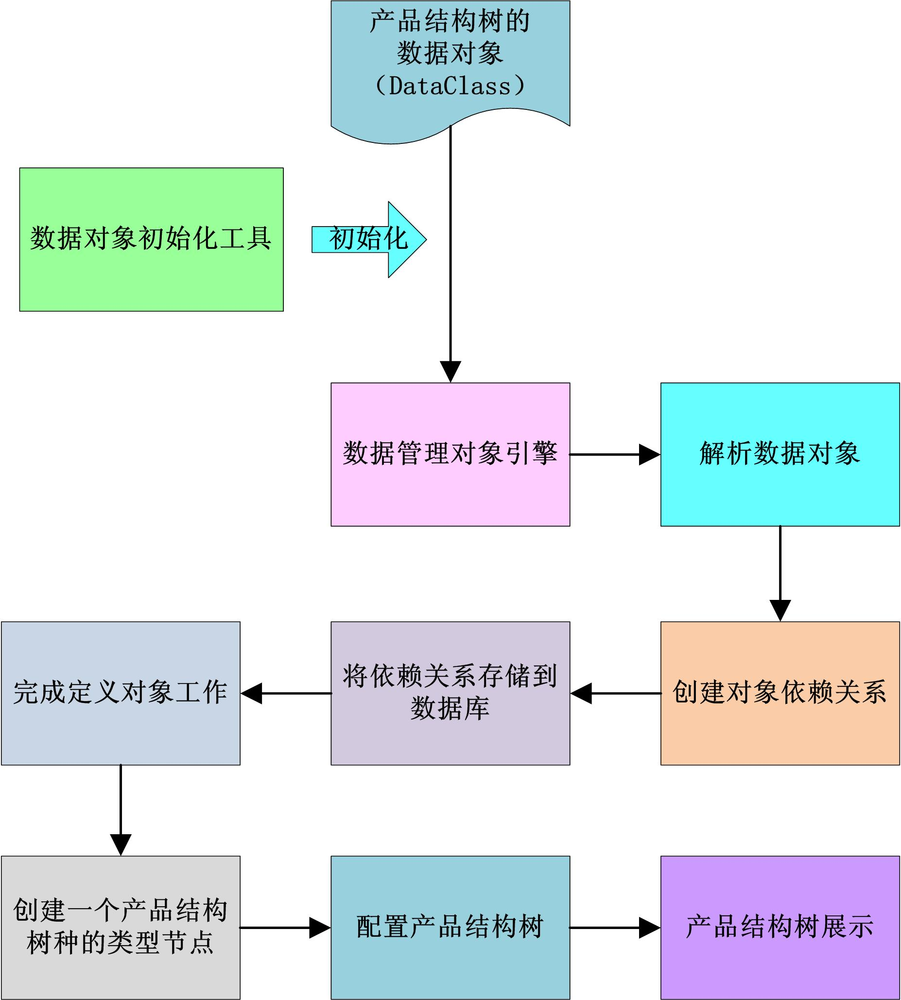 产品结构树的
数据对象
（DataClass）
数据对象初始化工具
初始化
数据管理对象引擎
解析数据对象
完成定义对象工作
将依赖关系存储到
数据库
创建对象依赖关系
创建一个产品结构
树种的类型节点
配置产品结构树
产品结构树展示